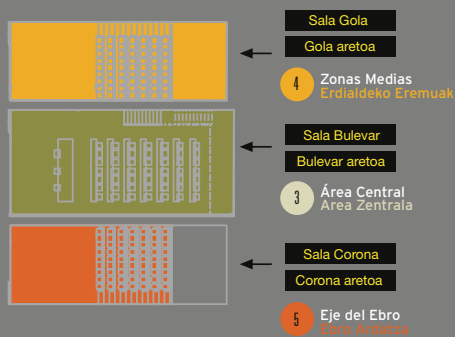 Sala Gola
Gola aretoa
4 Zonas Medias
Erdialdeko Eremuak
Sala Bulevar
Bulevar aretoa
3 Área Central
Area Zentrala
Sala Corona
Corona aretoa
5 Eje del Ebro
Ebro Ardatza